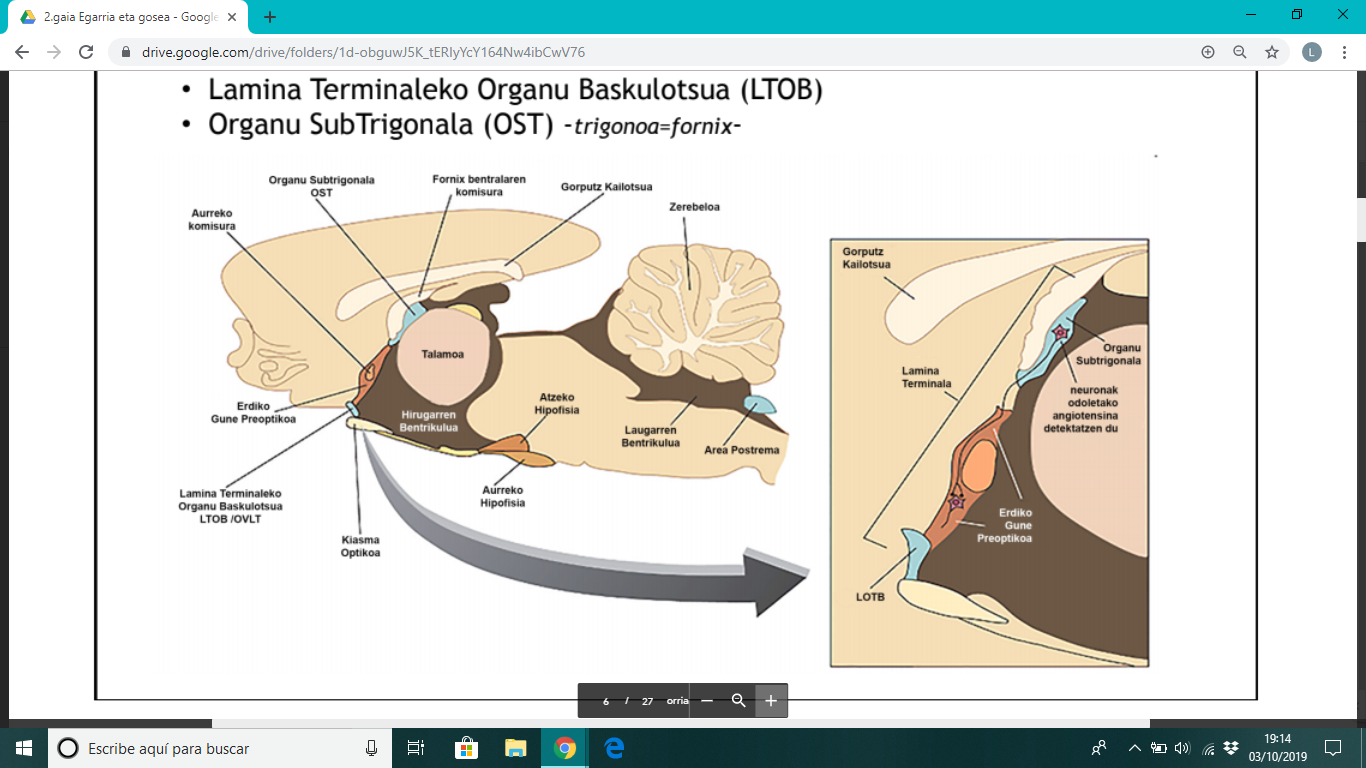 2.gaia Egarria eta gosea - Google
drive.google.com/drive/folders/1d-obguwJ5K_tERIyYcY164Nw4ibCwV76
L
• Lamina Terminaleko Organu Baskulotsua (LTOB)
• Organu SubTrigonala (OST) -trigonoa=fornix-
Organu Subtrigonala
OST
Fornix bentralaren
komisura
Gorputz Kailotsua
Zerebeloa
Aurreko
komisura
Talamoa
Erdiko
Gune Preoptikoa
Hirugarren
Bentrikulua
Atzeko
Hipofisia
Laugarren
Bentrikulua
Area Postrema
Aurreko
Hipofisia
Lamina Terminaleko
Organu Baskulotsua
LTOB /OVLT
Kiasma
Optikoa
Gorputz
Kailotsua
Lamina
Terminala
Organu
Subtrigonala
neuronak
odoletako
angiotensina
detektatzen du
Erdiko
Gune
Preoptikoa
LOTB
6 / 27 orria
Escribe aquí para buscar
19:14
03/10/2019